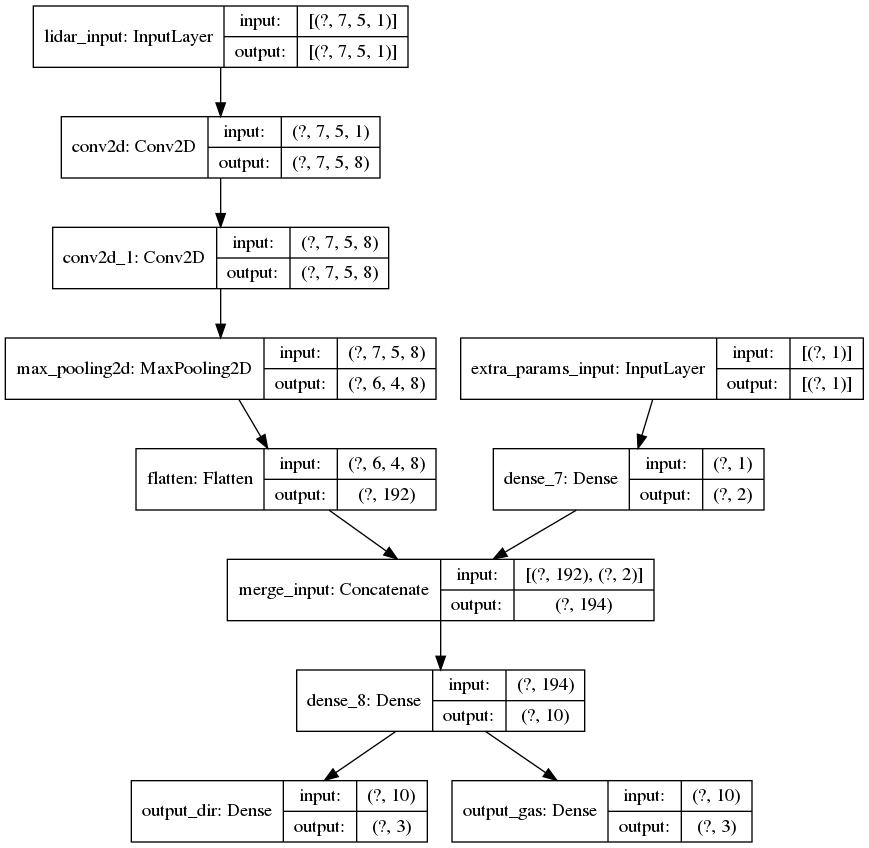 lidar_input: InputLayer
input: [(?, 7, 5, 1)]
output: [(?, 7, 5, 1)]
conv2d: Conv2D
input: (?, 7, 5, 1)
output: (?, 7, 5, 8)
conv2d_1: Conv2D
input: (?, 7, 5, 8)
output: (?, 7, 5, 8)
max_pooling2d: MaxPooling2D
input: (?, 7, 5, 8)
output: (?, 6, 4, 8)
extra_params_input: InputLayer
input: [(?, 1)]
output: [(?, 1)]
flatten: Flatten
input: (?, 6, 4, 8)
output: (?, 192)
dense_7: Dense
input: (?, 1)
output: (?, 2)
merge_input: Concatenate
input: [(?, 192), (?, 2)]
output: (?, 194)
dense_8: Dense
input: (?, 194)
output: (?, 10)
output_dir: Dense
input: (?, 10)
output: (?, 3)
output_gas: Dense
input: (?, 10)
output: (?, 3)